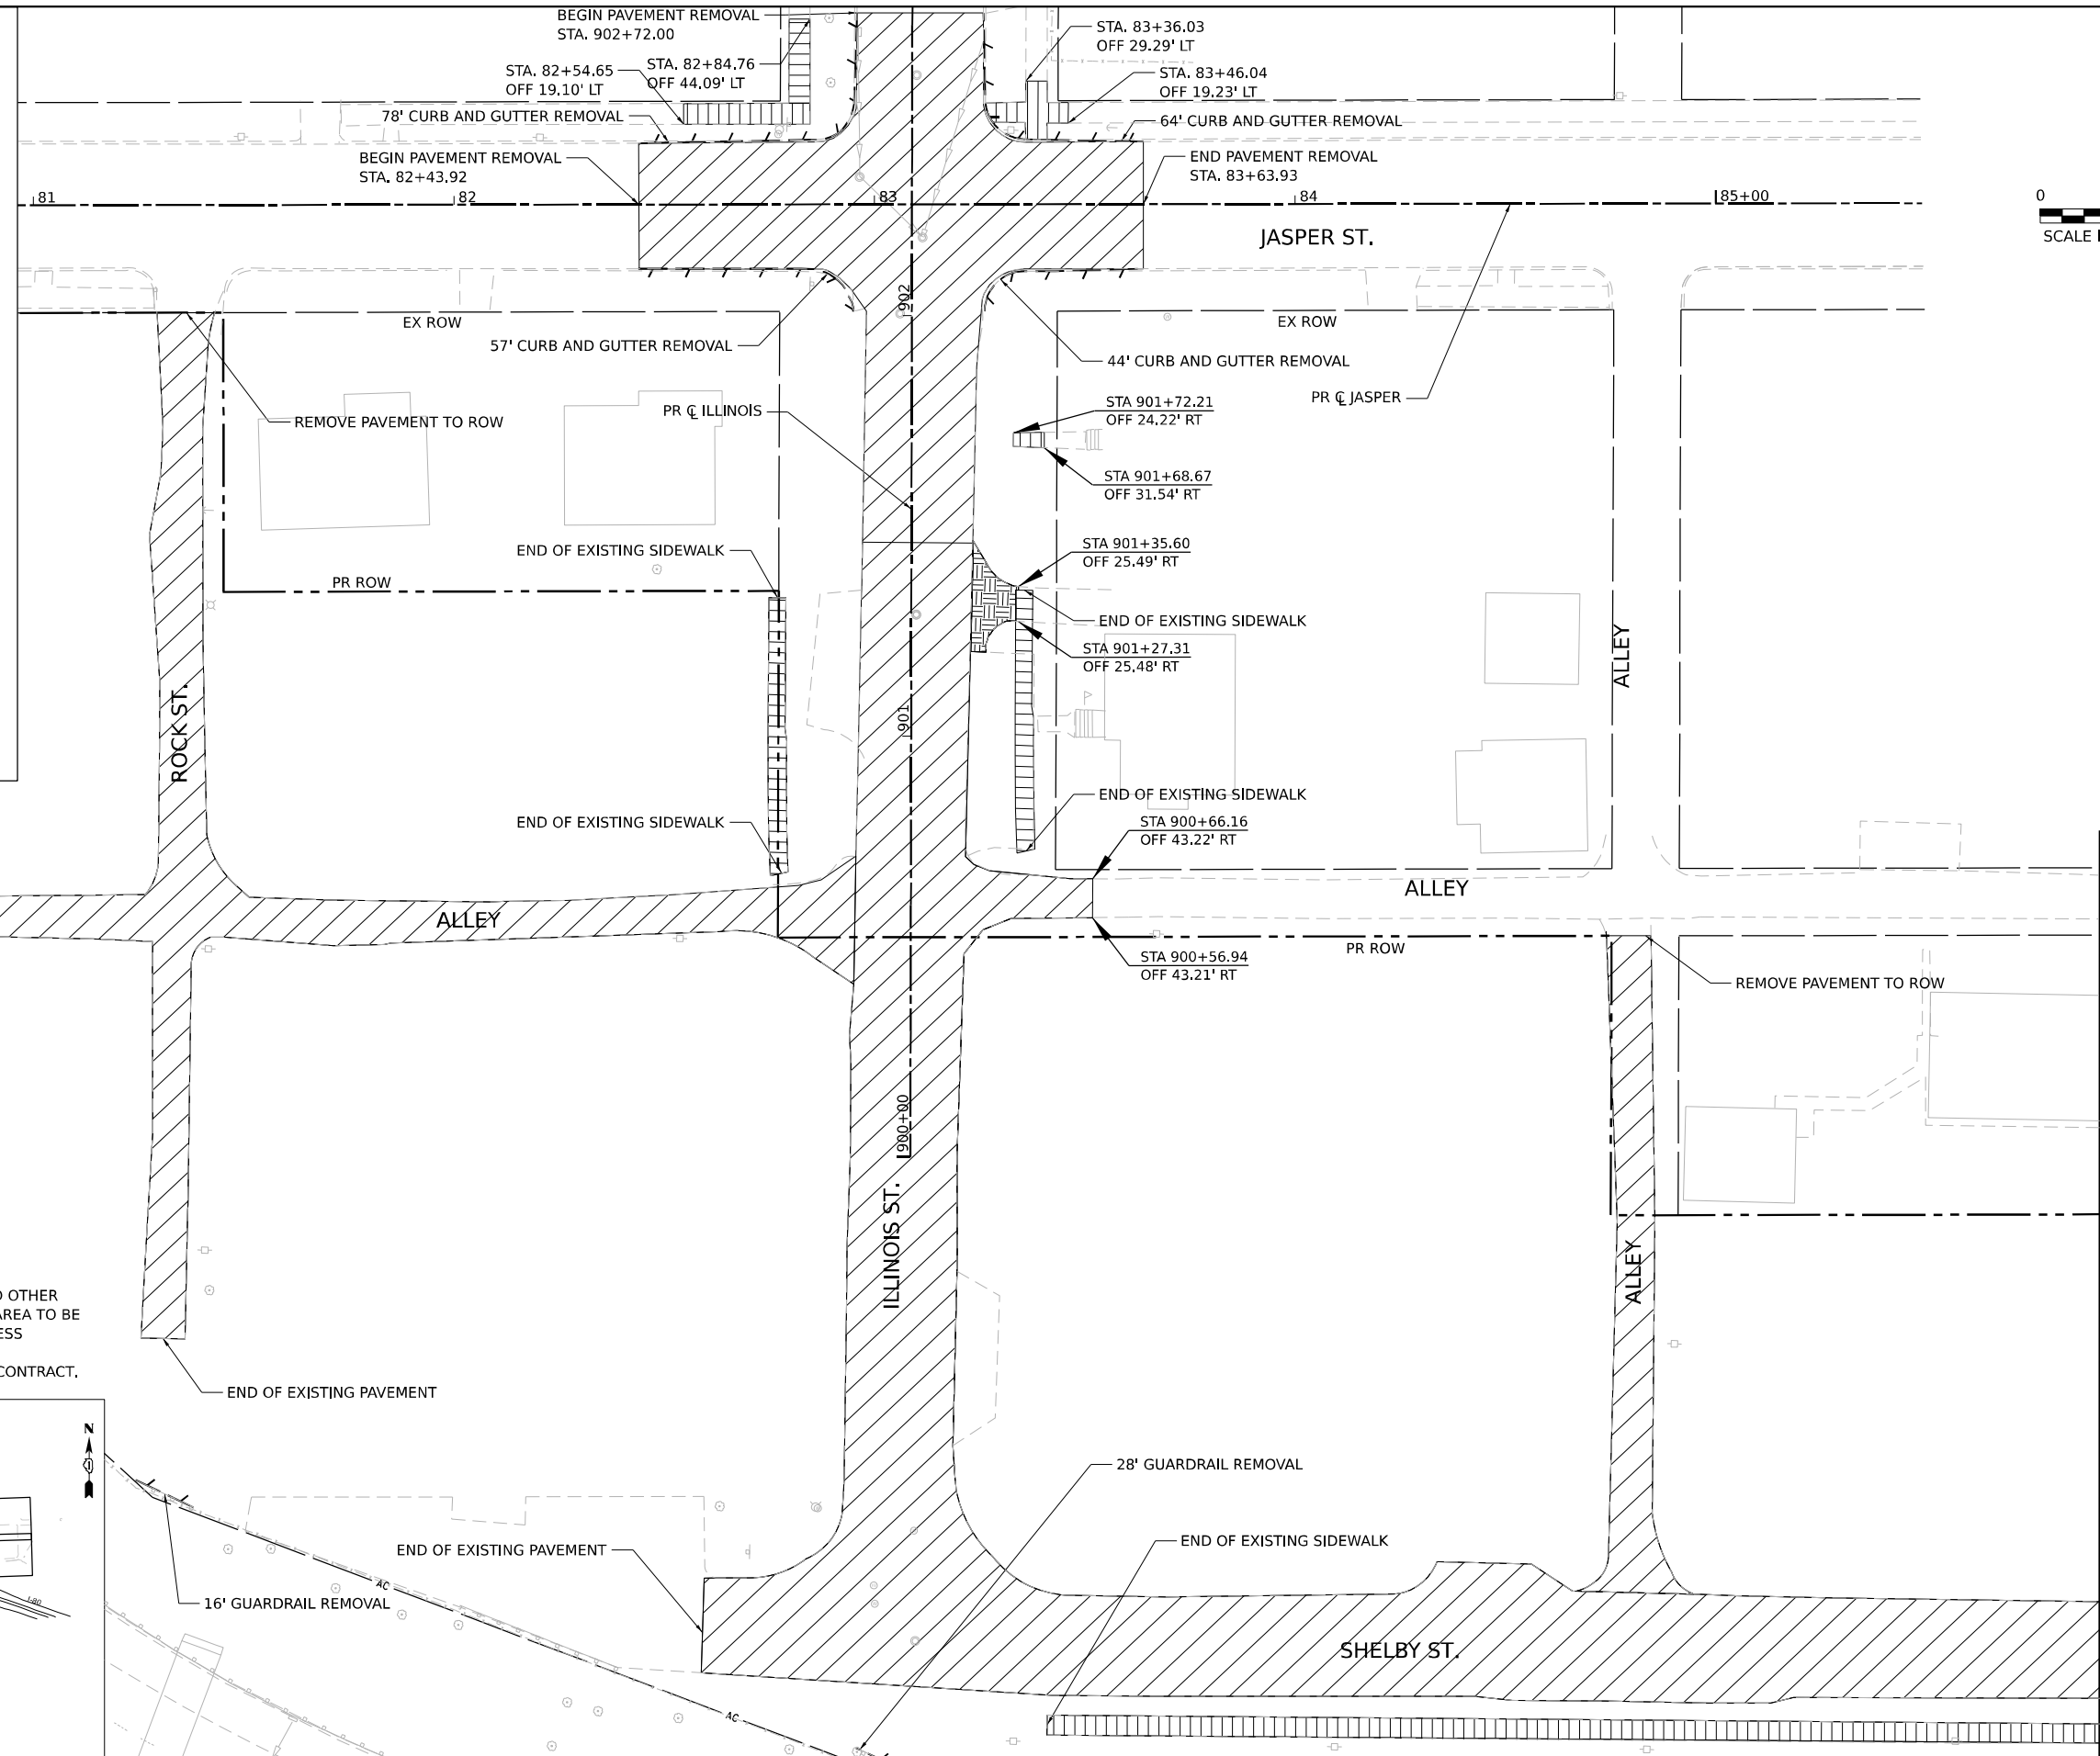 BEGIN PAVEMENT REMOVAL
STA. 902+72.00
STA. 83+36.03
OFF 29.29' LT
STA. 82+54.65
OFF 19.10' LT
STA. 82+84.76
OFF 44.09' LT
STA. 83+46.04
OFF 19.23' LT
78' CURB AND GUTTER REMOVAL
64' CURB AND GUTTER REMOVAL
BEGIN PAVEMENT REMOVAL
STA. 82+43.92
END PAVEMENT REMOVAL
STA. 83+63.93
81
82
83
84
85+00
0
SCALE
JASPER ST.
902
EX ROW
EX ROW
57' CURB AND GUTTER REMOVAL
44' CURB AND GUTTER REMOVAL
PR ℄ JASPER
REMOVE PAVEMENT TO ROW
PR ℄ ILLINOIS
STA 901+72.21
OFF 24.22' RT
STA 901+68.67
OFF 31.54' RT
END OF EXISTING SIDEWALK
STA 901+35.60
OFF 25.49' RT
PR ROW
END OF EXISTING SIDEWALK
STA 901+27.31
OFF 25.48' RT
ALLEY
ROCK ST.
901
END OF EXISTING SIDEWALK
END OF EXISTING SIDEWALK
STA 900+66.16
OFF 43.22' RT
ALLEY
ALLEY
PR ROW
STA 900+56.94
OFF 43.21' RT
REMOVE PAVEMENT TO ROW
900+00
ILLINOIS ST.
ALLEY
OTHER
AREA TO BE
CONTRACT.
END OF EXISTING PAVEMENT
N
28' GUARDRAIL REMOVAL
END OF EXISTING SIDEWALK
END OF EXISTING PAVEMENT
AC
16' GUARDRAIL REMOVAL
I-80
SHELBY ST.
AC